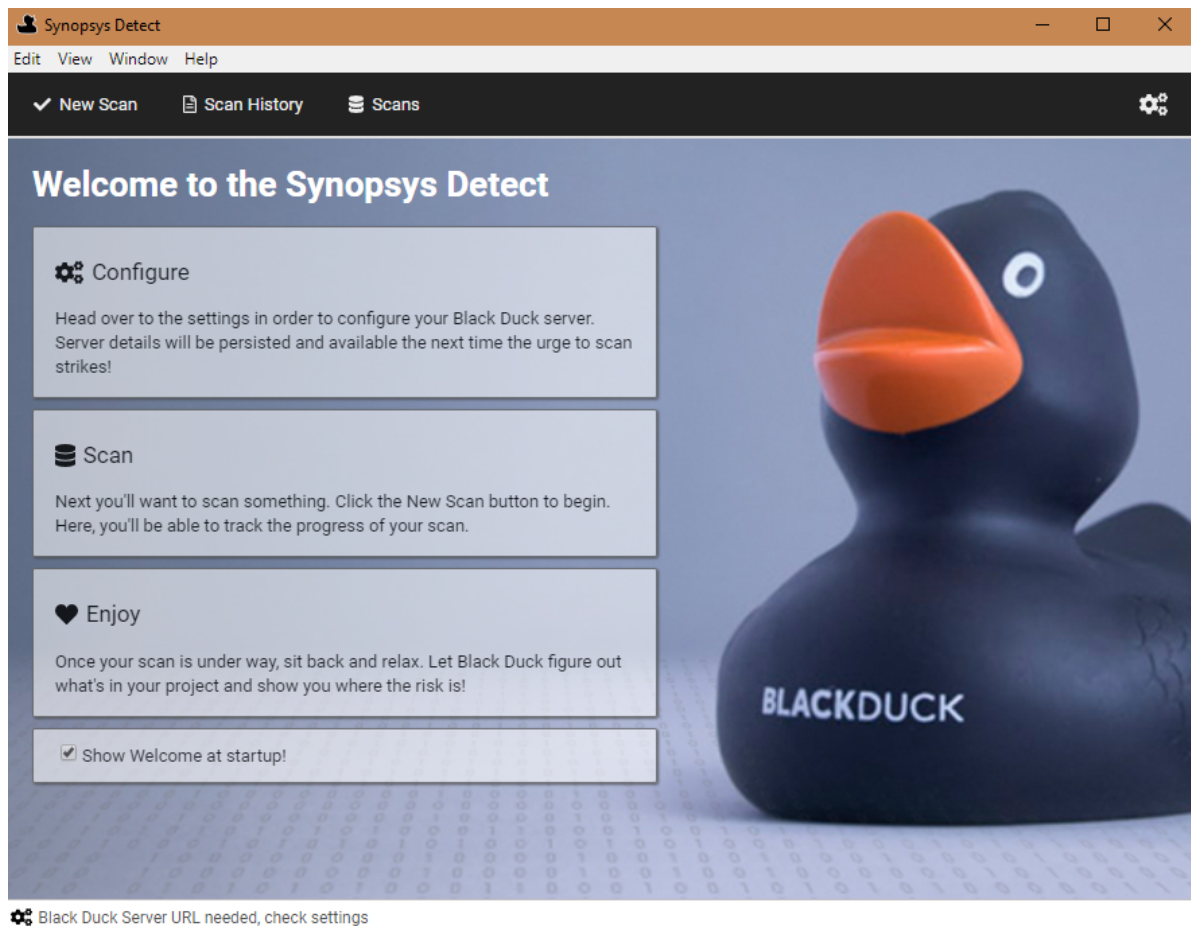 Synopsys Detect
Edit View Window Help
New Scan Scan History Scans
Welcome to the Synopsys Detect
Configure
Head over to the settings in order to configure your Black Duck server.
Server details will be persisted and available the next time the urge to scan
strikes!
Scan
Next you'll want to scan something. Click the New Scan button to begin.
Here, you'll be able to track the progress of your scan.
Enjoy
Once your scan is under way, sit back and relax. Let Black Duck figure out
what's in your project and show you where the risk is!
Show Welcome at startup!
BLACKDUCK
Black Duck Server URL needed, check settings